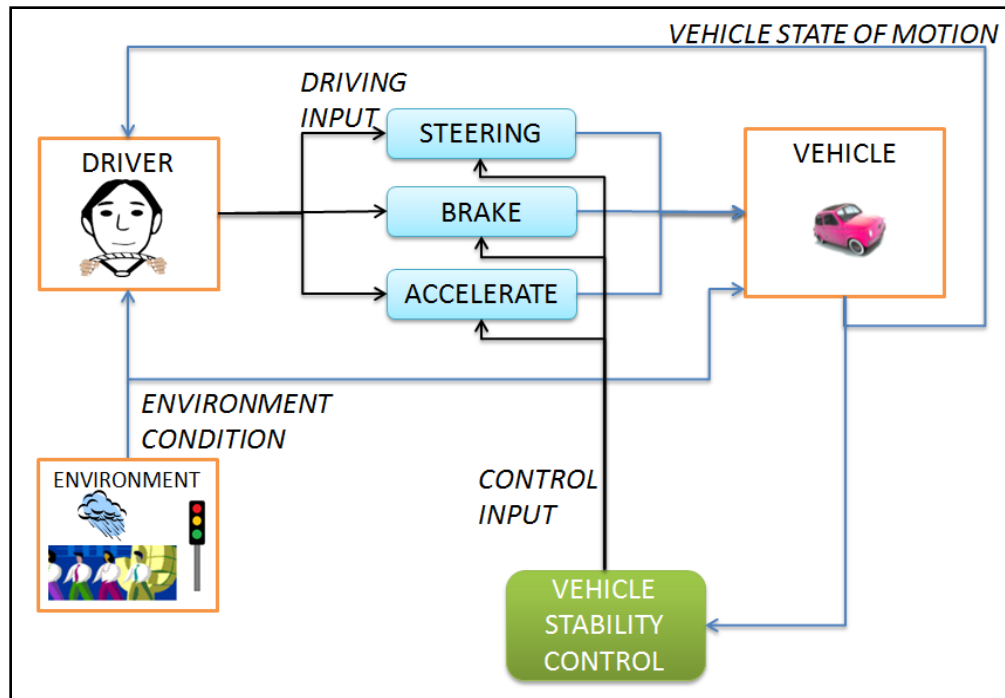 VEHICLE STATE OF MOTION
DRIVING
INPUT
STEERING
DRIVER
VEHICLE
BRAKE
ACCELERATE
ENVIRONMENT
CONDITION
ENVIRONMENT
CONTROL
INPUT
VEHICLE
STABILITY
CONTROL